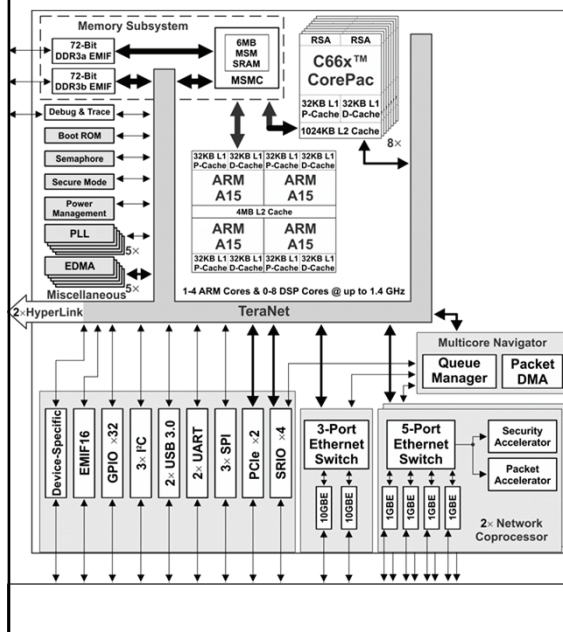 Memory Subsystem
72-Bit
DDR3a EMIF
72-Bit
DDR3b EMIF
6MB
MSM
SRAM
MSMC
RSA RSA
C66x™
CorePac
32KB L1 32KB L1
P-Cache D-Cache
1024KB L2 Cache
8×
Debug & Trace
Boot ROM
Semaphore
Secure Mode
Power
Management
PLL
5×
EDMA
5×
Miscellaneous
32KB L1 32KB L1 32KB L1 32KB L1
P-Cache D-Cache P-Cache D-Cache
ARM ARM
A15 A15
4MB L2 Cache
ARM ARM
A15 A15
32KB L1 32KB L1 32KB L1 32KB L1
P-Cache D-Cache P-Cache D-Cache
1-4 ARM Cores & 0-8 DSP Cores @ up to 1.4 GHz
2×HyperLink
TeraNet
Multicore Navigator
Queue
Manager
Packet
DMA
Device-Specific
EMIF16
GPIO ×32
3× I²C
2× USB 3.0
2× UART
3× SPI
PCIe ×2
SRIO ×4
3-Port
Ethernet
Switch
10GBE
10GBE
5-Port
Ethernet
Switch
1GBE
1GBE
1GBE
1GBE
Security
Accelerator
Packet
Accelerator
2× Network
Coprocessor